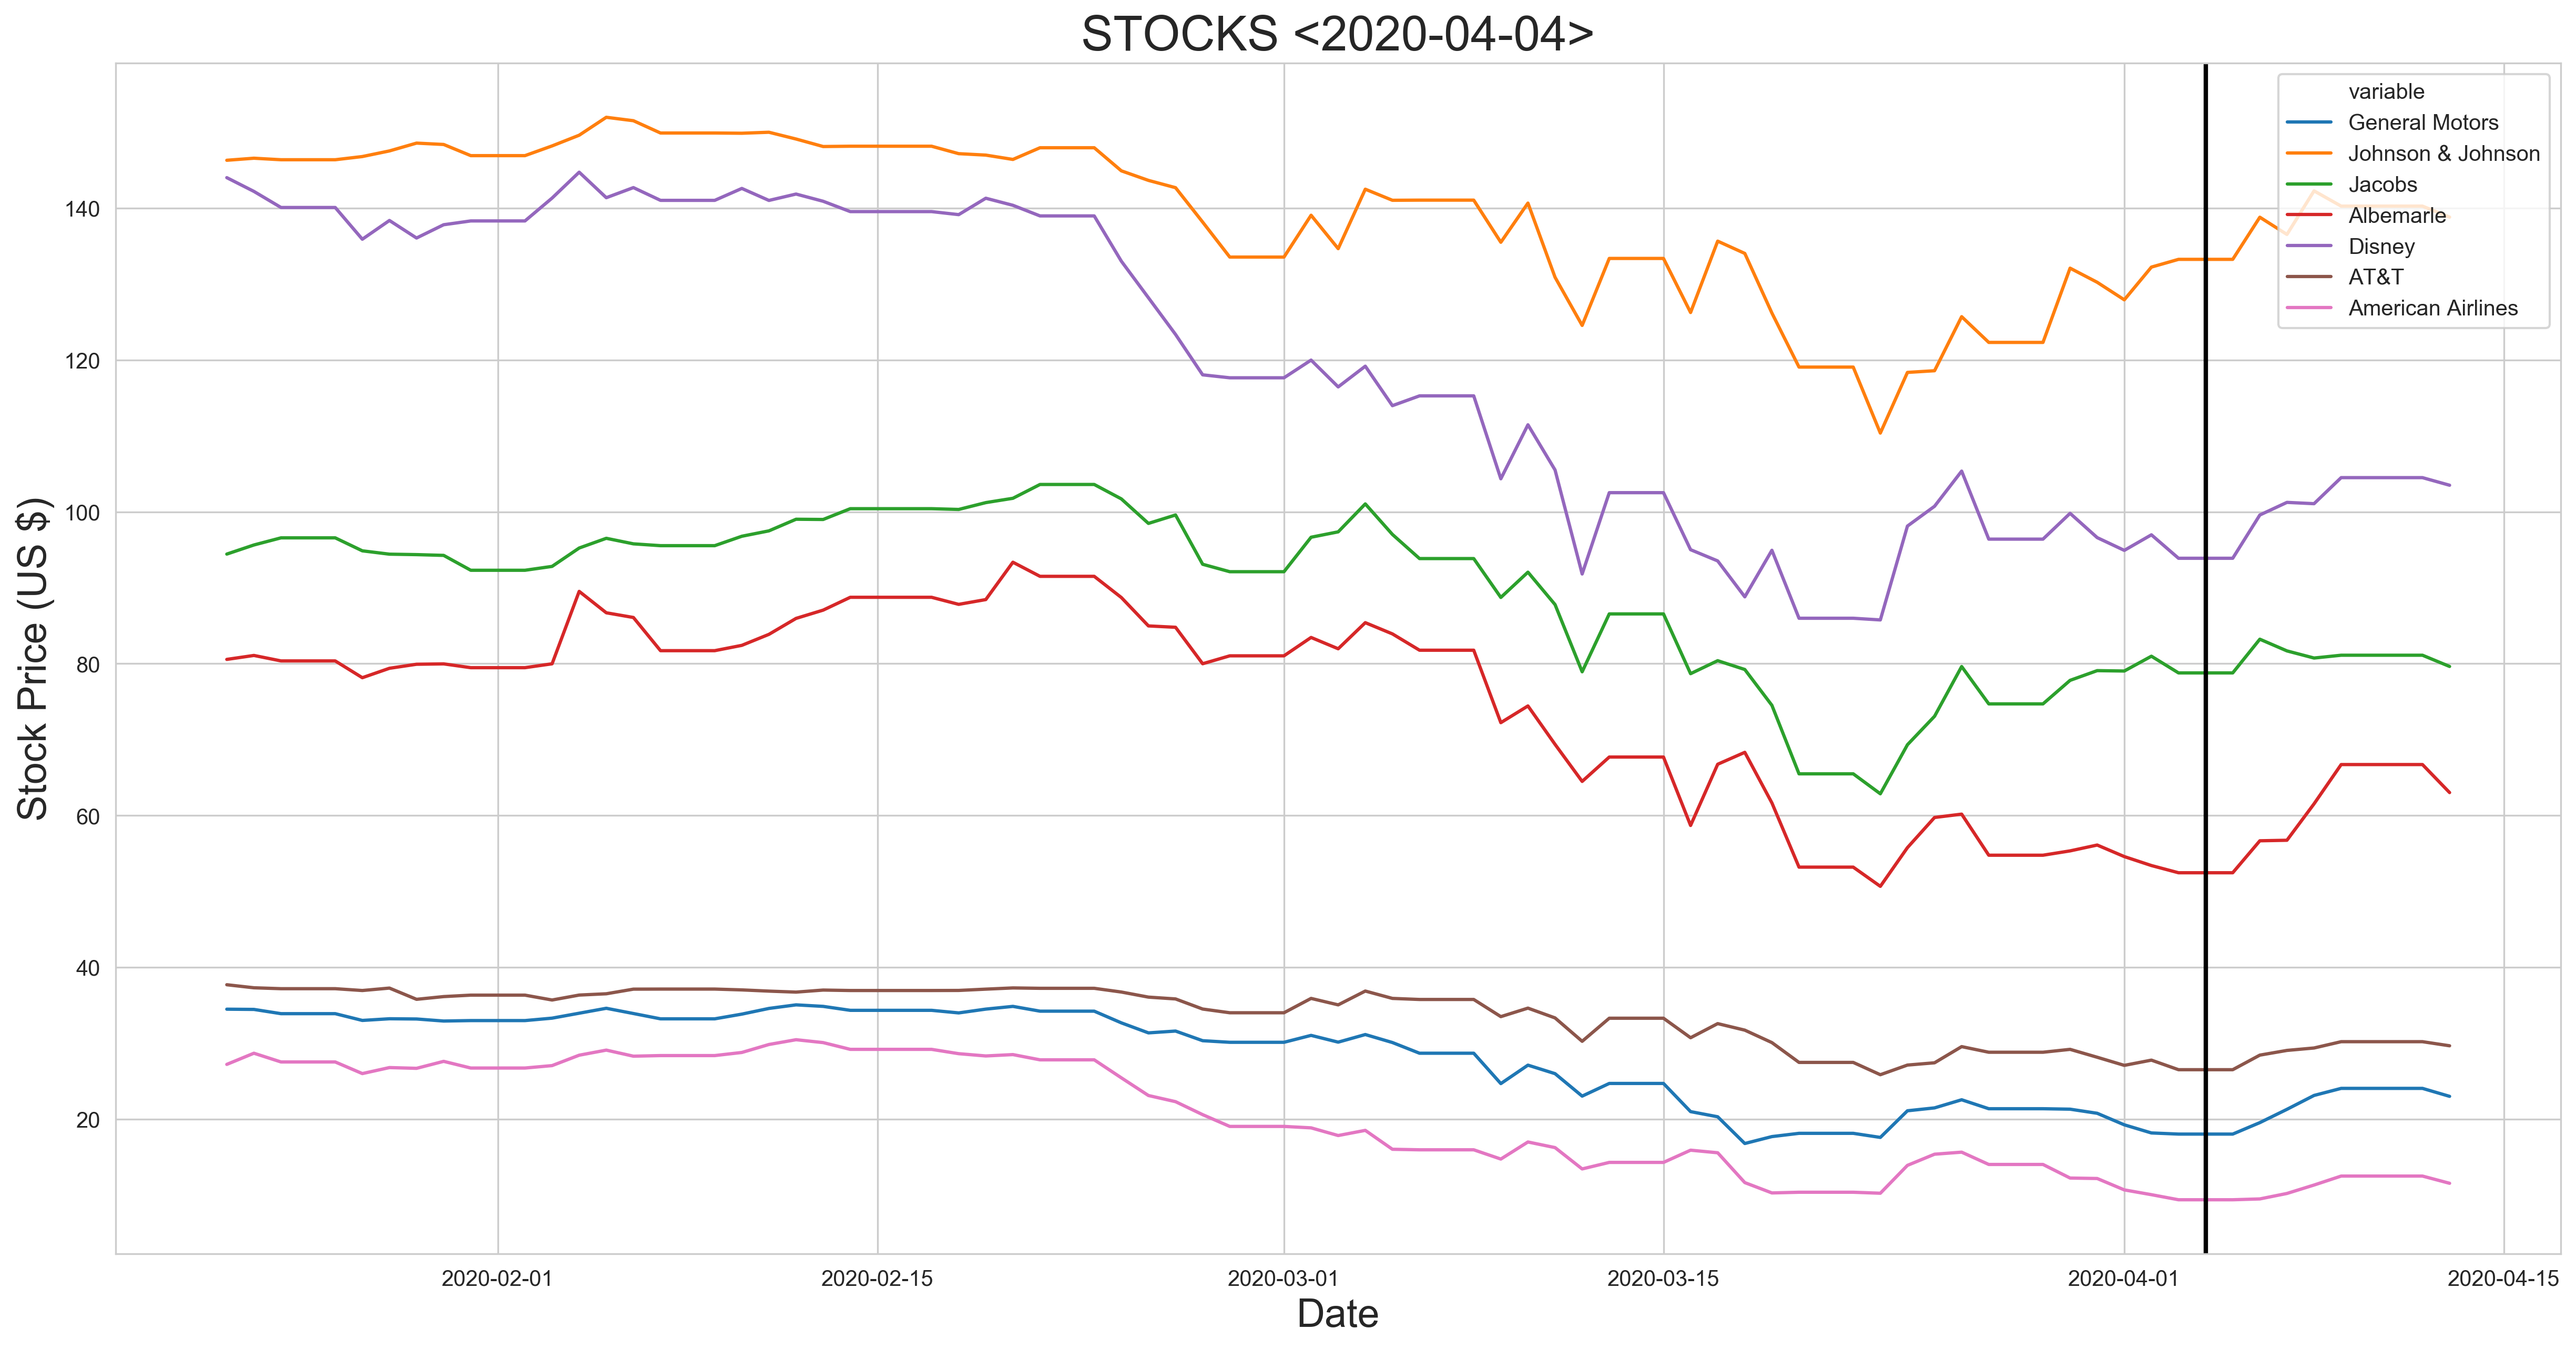 STOCKS <2020-04-04>
variable
General Motors
Johnson & Johnson
Jacobs
Albemarle
Disney
AT&T
American Airlines
Stock Price (US $)
140
120
100
80
60
40
20
2020-02-01
2020-02-15
2020-03-01
2020-03-15
2020-04-01
2020-04-15
Date